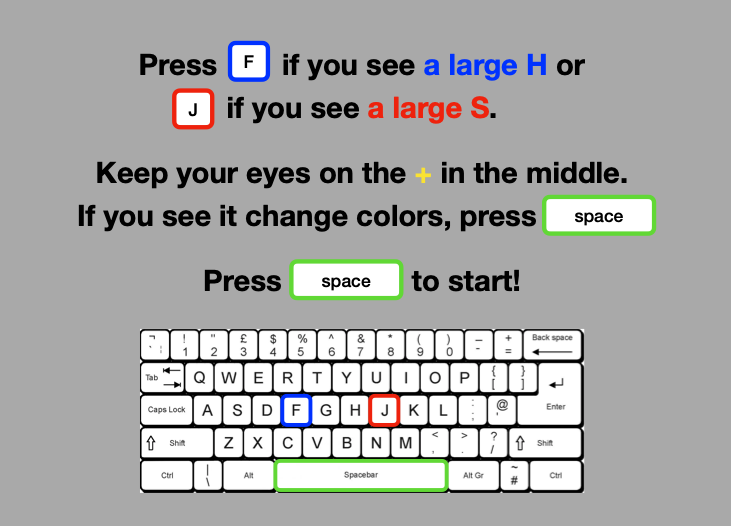 Press F if you see a large H or
J if you see a large S.
Keep your eyes on the + in the middle.
If you see it change colors, press space
Press space to start!
¬ ! " £ $ % ^ & * ( ) _ + Back space
` ¦ 1 2 3 4 5 6 7 8 9 0 - =
Tab Q W E R T Y U I O P { [ } ]
Caps Lock A S D F G H J K L : ; @ ' Enter
Shift Z X C V B N M < , > . ? / Shift
Ctrl | \ Alt Spacebar Alt Gr ~ # Ctrl